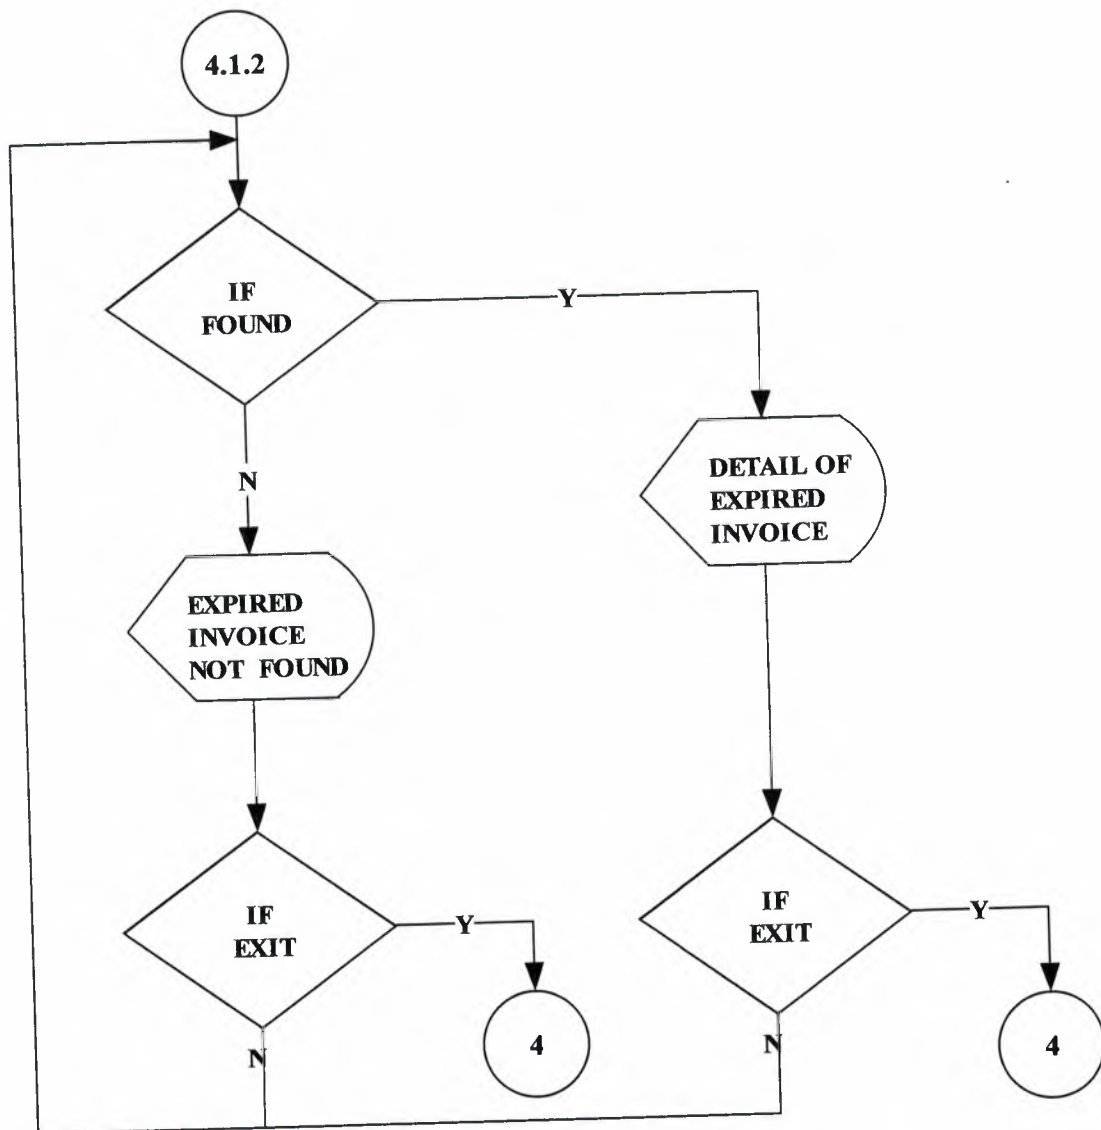 4.1.2
IF
FOUND
Y
N
DETAIL OF
EXPIRED
INVOICE
EXPIRED
INVOICE
NOT FOUND
IF
EXIT
Y
4
N
IF
EXIT
Y
4
N